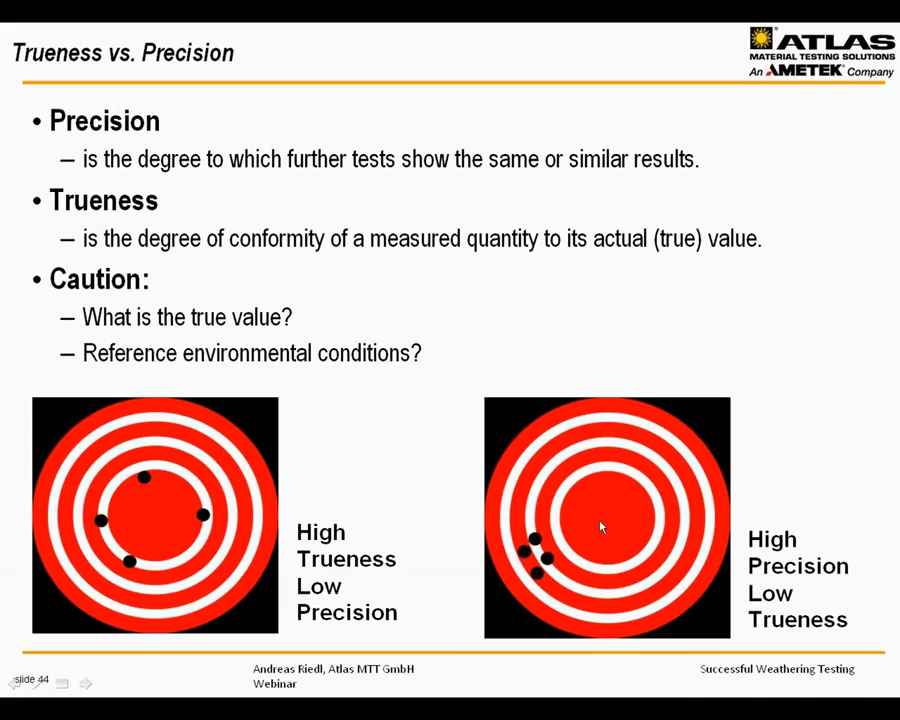 Trueness vs. Precision
ATLAS
MATERIAL TESTING SOLUTIONS
An AMETEK® Company
• Precision
– is the degree to which further tests show the same or similar results.
• Trueness
– is the degree of conformity of a measured quantity to its actual (true) value.
• Caution:
– What is the true value?
– Reference environmental conditions?
High
Trueness
Low
Precision
High
Precision
Low
Trueness
slide 44
Andreas Riedl, Atlas MTT GmbH
Webinar
Successful Weathering Testing